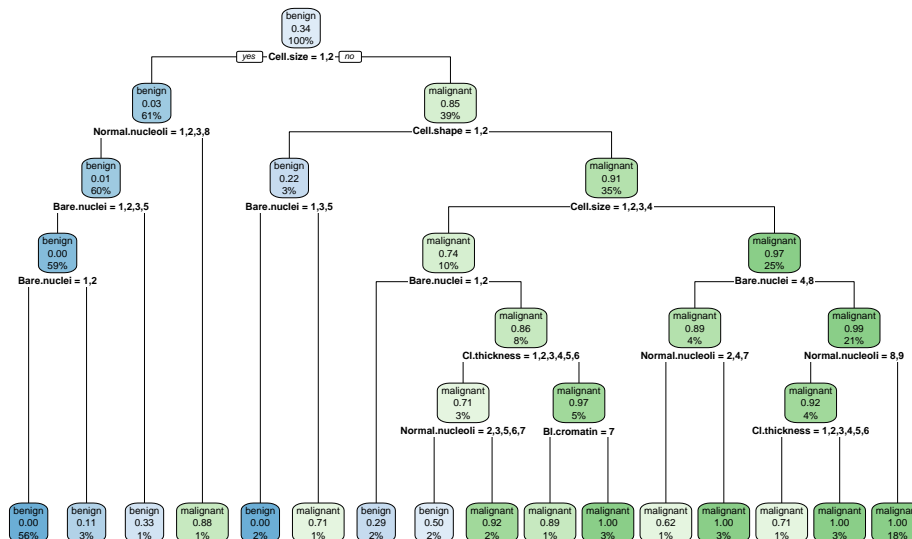 benign
0.34
100%
yes Cell.size = 1,2 no
benign
0.03
61%
Normal.nucleoli = 1,2,3,8
malignant
0.85
39%
Cell.shape = 1,2
benign
0.01
60%
Bare.nuclei = 1,2,3,5
benign
0.22
3%
Bare.nuclei = 1,3,5
malignant
0.91
35%
Cell.size = 1,2,3,4
benign
0.00
59%
Bare.nuclei = 1,2
malignant
0.74
10%
Bare.nuclei = 1,2
malignant
0.97
25%
Bare.nuclei = 4,8
malignant
0.86
8%
Cl.thickness = 1,2,3,4,5,6
malignant
0.89
4%
Normal.nucleoli = 2,4,7
malignant
0.99
21%
Normal.nucleoli = 8,9
malignant
0.71
3%
Normal.nucleoli = 2,3,5,6,7
malignant
0.97
5%
Bl.cromatin = 7
malignant
0.92
4%
Cl.thickness = 1,2,3,4,5,6
benign
0.00
56%
benign
0.11
3%
benign
0.33
1%
malignant
0.88
1%
benign
0.00
2%
malignant
0.71
1%
benign
0.29
2%
benign
0.50
2%
malignant
0.92
2%
malignant
0.89
1%
malignant
1.00
3%
malignant
0.62
1%
malignant
1.00
3%
malignant
0.71
1%
malignant
1.00
3%
malignant
1.00
18%